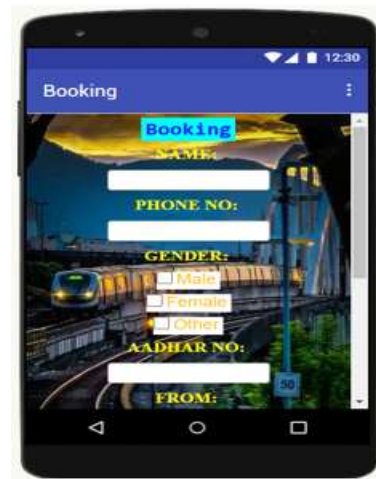 12:30
Booking
Booking
NAME:
PHONE NO:
GENDER:
Male
Female
Other
AADHAR NO:
50
FROM: